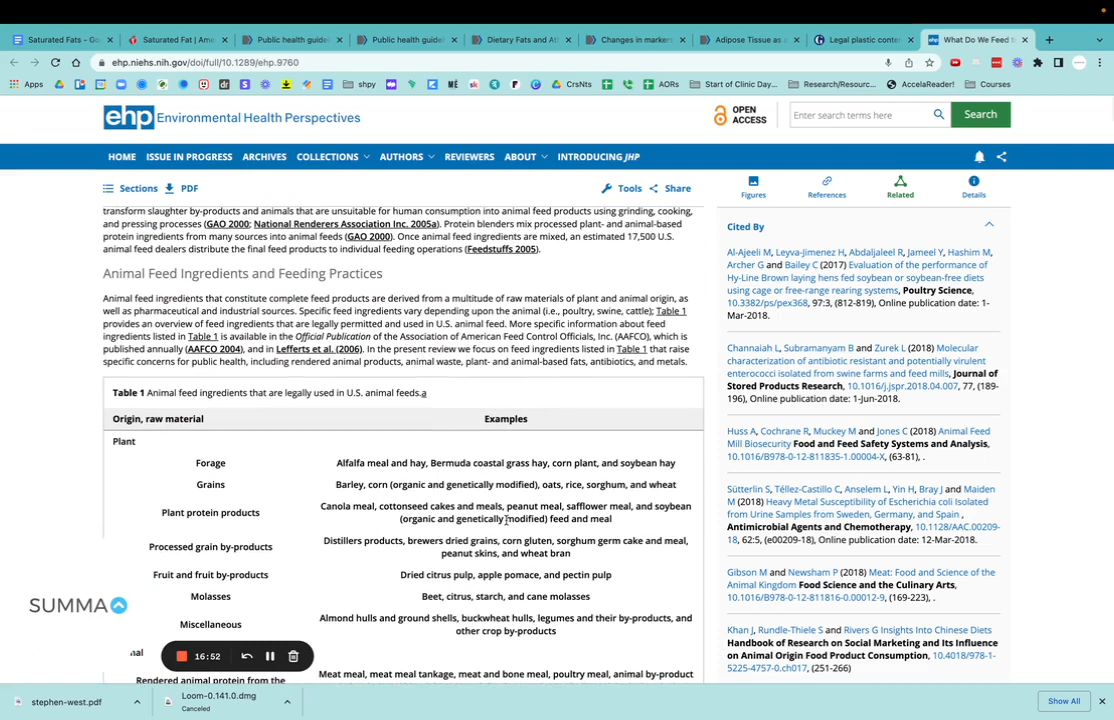 Saturated Fats - Go
Saturated Fat | Ame
Public health guide
Public health guide
Dietary Fats and At
Changes in marker
Adipose Tissue as a
Legal plastic conte
What Do We Feed t
ehp.niehs.nih.gov/doi/full/10.1289/ehp.9760
Apps
shpy
CrsNts
AORs
Start of Clinic Day...
Research/Resourc...
AccelaReader!
Courses
ehp Environmental Health Perspectives
OPEN
ACCESS
Enter search terms here
Search
HOME ISSUE IN PROGRESS ARCHIVES COLLECTIONS AUTHORS REVIEWERS ABOUT INTRODUCING JHP
Sections PDF Tools Share
transform slaughter by-products and animals that are unsuitable for human consumption into animal feed products using grinding, cooking,
and pressing processes (GAO 2000; National Renderers Association Inc. 2005a). Protein blenders mix processed plant- and animal-based
protein ingredients from many sources into animal feeds (GAO 2000). Once animal feed ingredients are mixed, an estimated 17,500 U.S.
animal feed dealers distribute the final feed products to individual feeding operations (Feedstuffs 2005).
Animal Feed Ingredients and Feeding Practices
Animal feed ingredients that constitute complete feed products are derived from a multitude of raw materials of plant and animal origin, as
well as pharmaceutical and industrial sources. Specific feed ingredients vary depending upon the animal (i.e., poultry, swine, cattle); Table 1
provides an overview of feed ingredients that are legally permitted and used in U.S. animal feed. More specific information about feed
ingredients listed in Table 1 is available in the Official Publication of the Association of American Feed Control Officials, Inc. (AAFCO), which is
published annually (AAFCO 2004), and in Lefferts et al. (2006). In the present review we focus on feed ingredients listed in Table 1 that raise
specific concerns for public health, including rendered animal products, animal waste, plant- and animal-based fats, antibiotics, and metals.
Table 1 Animal feed ingredients that are legally used in U.S. animal feeds.a
Origin, raw material Examples
Plant
Forage Alfalfa meal and hay, Bermuda coastal grass hay, corn plant, and soybean hay
Grains Barley, corn (organic and genetically modified), oats, rice, sorghum, and wheat
Plant protein products Canola meal, cottonseed cakes and meals, peanut meal, safflower meal, and soybean
(organic and genetically modified) feed and meal
Processed grain by-products Distillers products, brewers dried grains, corn gluten, sorghum germ cake and meal,
peanut skins, and wheat bran
Fruit and fruit by-products Dried citrus pulp, apple pomace, and pectin pulp
Molasses Beet, citrus, starch, and cane molasses
Miscellaneous Almond hulls and ground shells, buckwheat hulls, legumes and their by-products, and
other crop by-products
nal
Rendered animal protein from the Meat meal, meat meal tankage, meat and bone meal, poultry meal, animal by-product
SUMMA
16:52
Figures References Related Details
Cited By
Al-Ajeeli M, Leyva-Jimenez H, Abdaljaleel R, Jameel Y, Hashim M,
Archer G and Bailey C (2017) Evaluation of the performance of
Hy-Line Brown laying hens fed soybean or soybean-free diets
using cage or free-range rearing systems, Poultry Science,
10.3382/ps/pex368, 97:3, (812-819), Online publication date: 1-
Mar-2018.
Channaiah L, Subramanyam B and Zurek L (2018) Molecular
characterization of antibiotic resistant and potentially virulent
enterococci isolated from swine farms and feed mills, Journal of
Stored Products Research, 10.1016/j.jspr.2018.04.007, 77, (189-
196), Online publication date: 1-Jun-2018.
Huss A, Cochrane R, Muckey M and Jones C (2018) Animal Feed
Mill Biosecurity Food and Feed Safety Systems and Analysis,
10.1016/B978-0-12-811835-1.00004-X, (63-81), .
Sütterlin S, Téllez-Castillo C, Anselem L, Yin H, Bray J and Maiden
M (2018) Heavy Metal Susceptibility of Escherichia coli Isolated
from Urine Samples from Sweden, Germany, and Spain ,
Antimicrobial Agents and Chemotherapy, 10.1128/AAC.00209-
18, 62:5, (e00209-18), Online publication date: 12-Mar-2018.
Gibson M and Newsham P (2018) Meat: Food and Science of the
Animal Kingdom Food Science and the Culinary Arts,
10.1016/B978-0-12-811816-0.00012-9, (169-223), .
Khan J, Rundle-Thiele S and Rivers G Insights Into Chinese Diets
Handbook of Research on Social Marketing and Its Influence
on Animal Origin Food Product Consumption, 10.4018/978-1-
5225-4757-0.ch017, (251-266)
stephen-west.pdf
Loom-0.141.0.dmg
Canceled
Show All